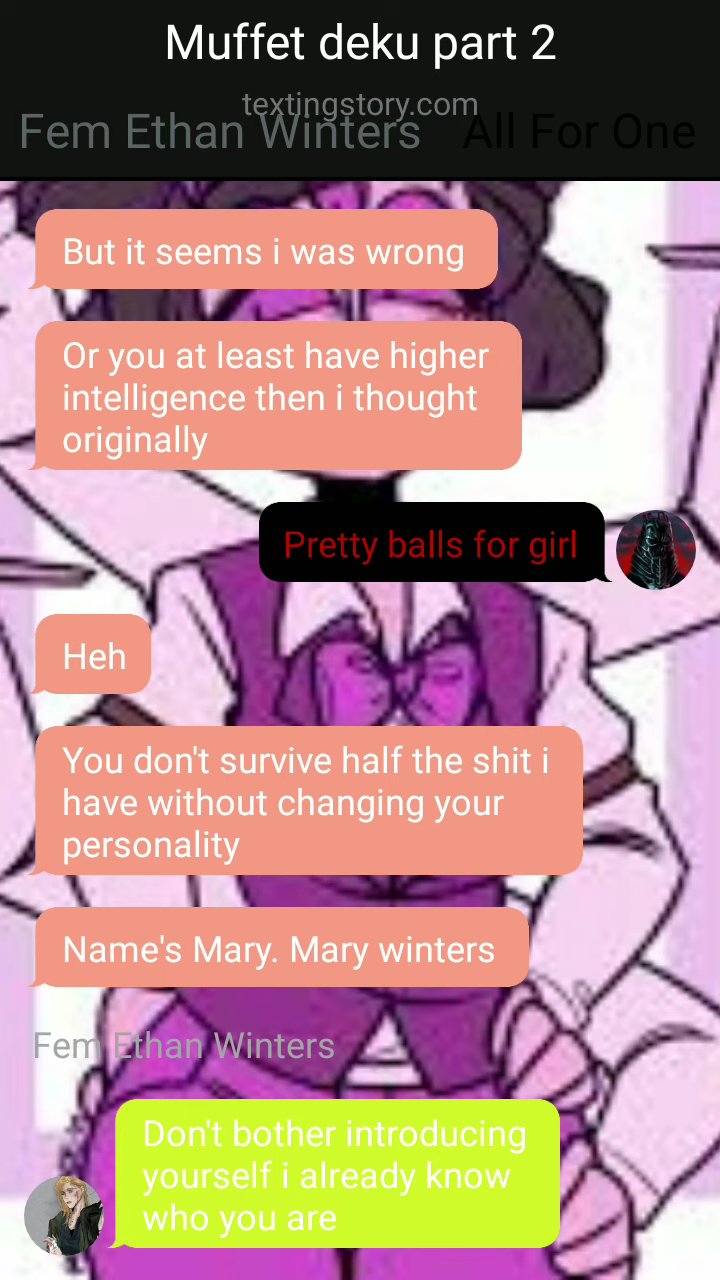 Muffet deku part 2
textingstory.com
Fem Ethan Winters All For One
But it seems i was wrong
Or you at least have higher
intelligence then i thought
originally
Pretty balls for girl
Heh
You don't survive half the shit i
have without changing your
personality
Name's Mary. Mary winters
Fem Ethan Winters
Don't bother introducing
yourself i already know
who you are